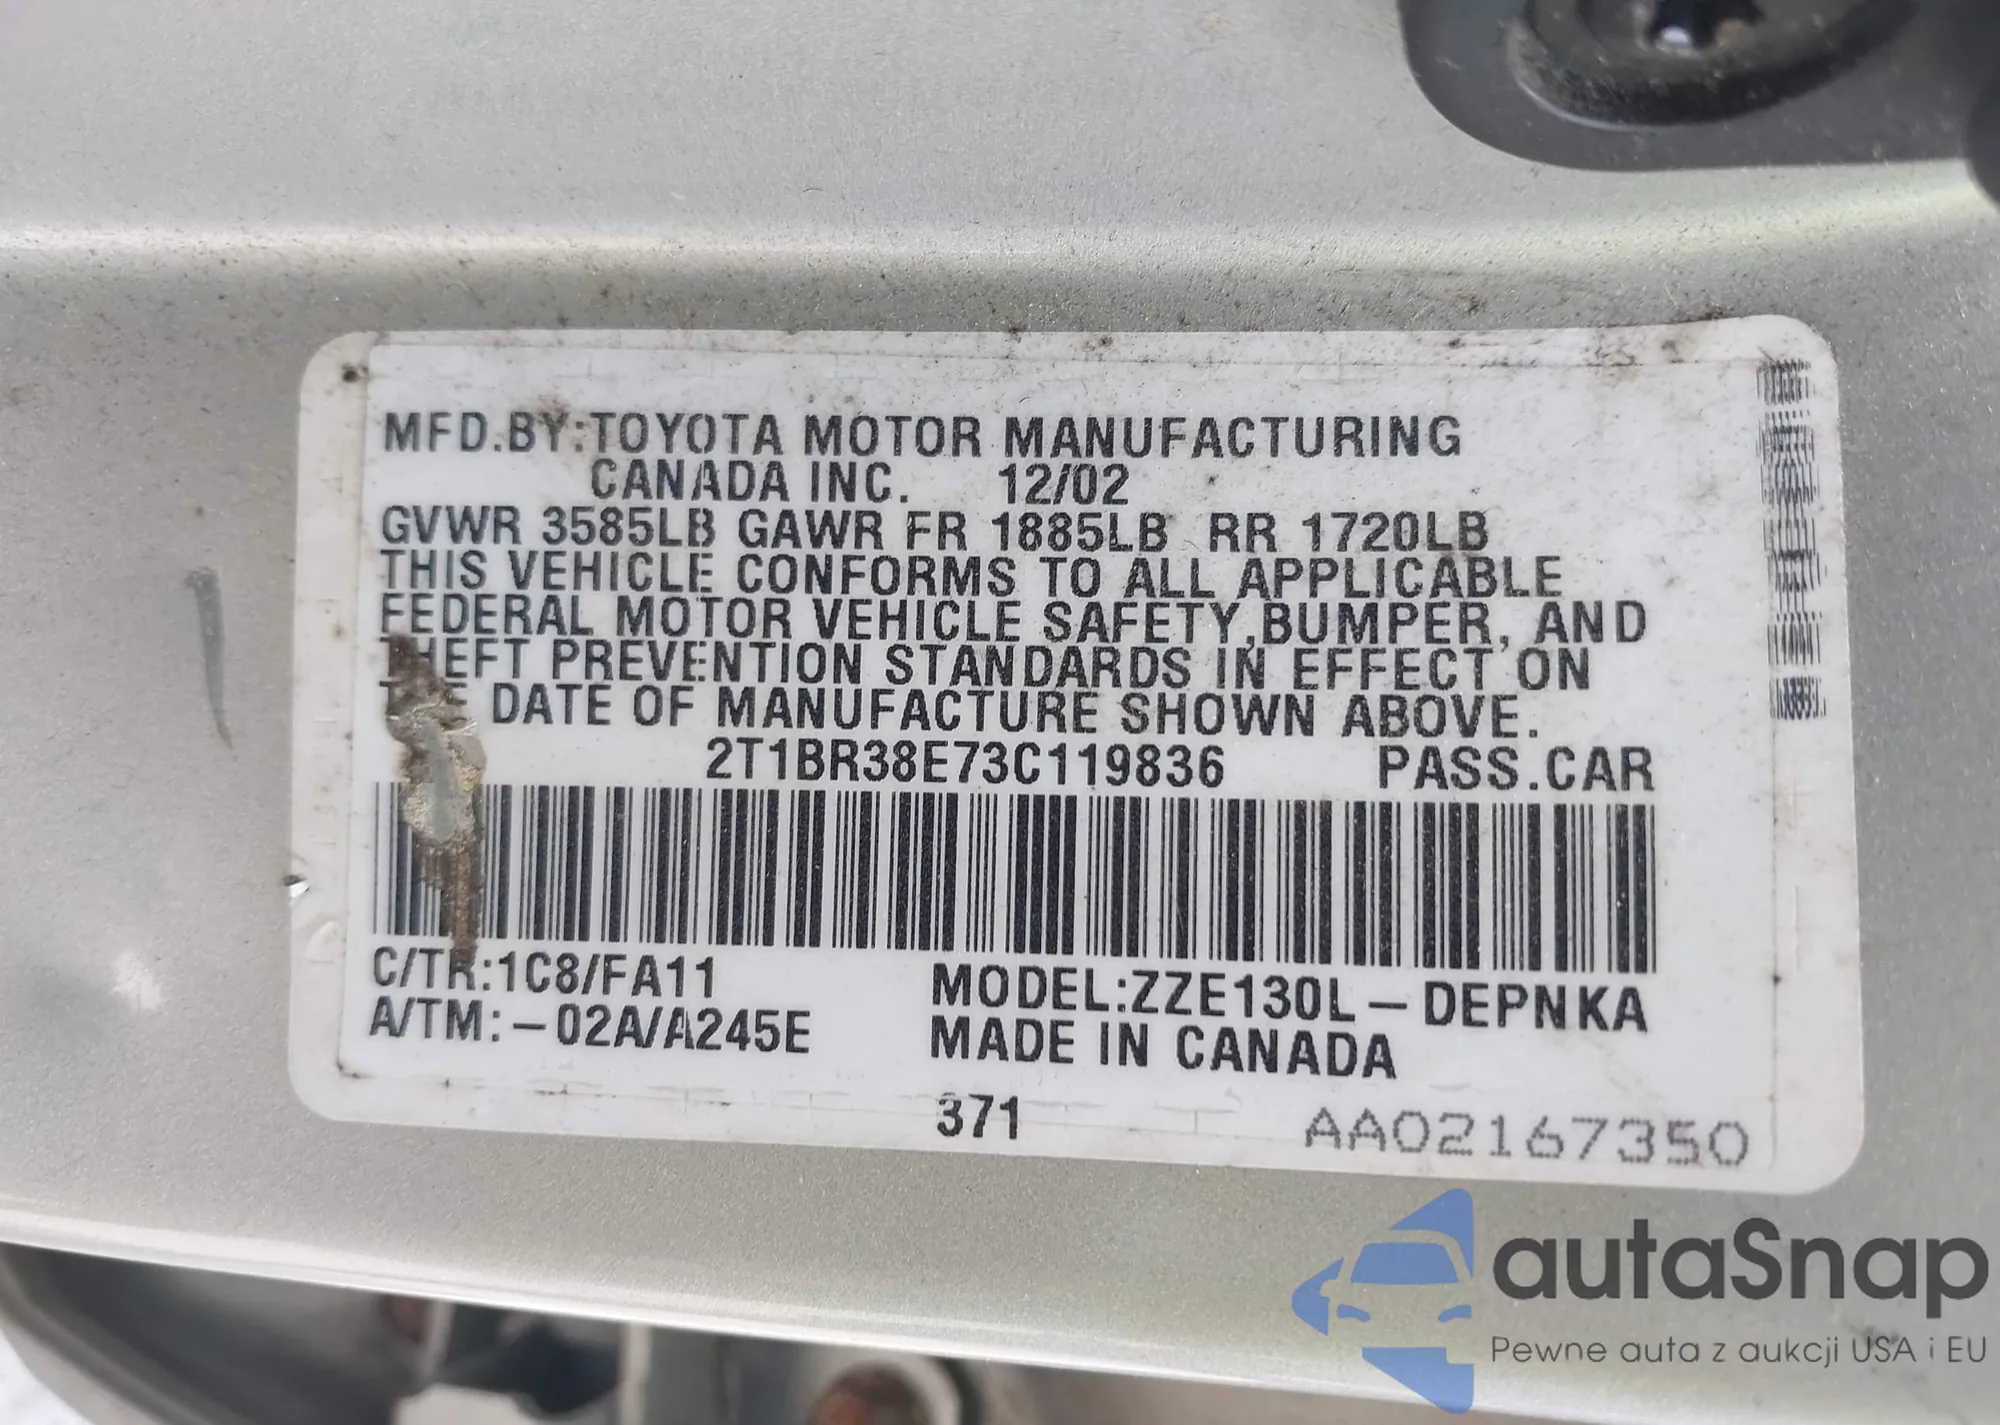 MFD.BY:TOYOTA MOTOR MANUFACTURING
CANADA INC. 12/02
GVWR 3585LB GAWR FR 1885LB RR 1720LB
THIS VEHICLE CONFORMS TO ALL APPLICABLE
FEDERAL MOTOR VEHICLE SAFETY,BUMPER, AND
THEFT PREVENTION STANDARDS IN EFFECT ON
THE DATE OF MANUFACTURE SHOWN ABOVE.
2T1BR38E73C119836 PASS.CAR
C/TR:1C8/FA11
A/TM:-02A/A245E
MODEL:ZZE130L-DEPNKA
MADE IN CANADA
371
AA02167350
autaSnap
Pewne auta z aukcji USA i EU